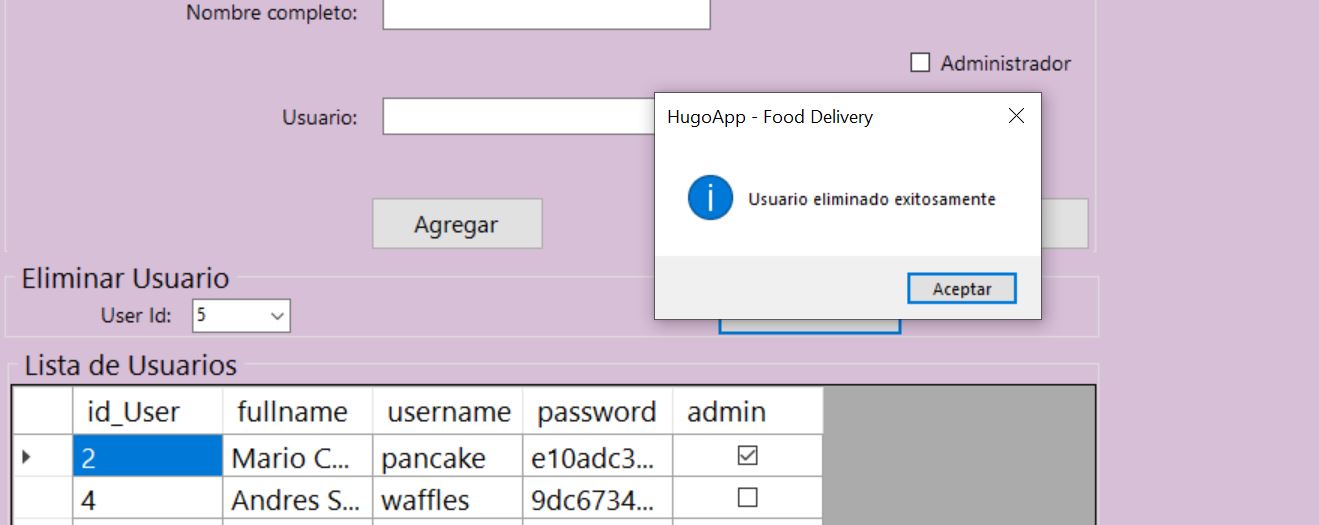 Nombre completo:
Administrador
Usuario:
HugoApp - Food Delivery
Usuario eliminado exitosamente
Aceptar
Agregar
Eliminar Usuario
User Id: 5
Lista de Usuarios
id_User fullname username password admin
2 Mario C... pancake e10adc3...
4 Andres S... waffles 9dc6734...